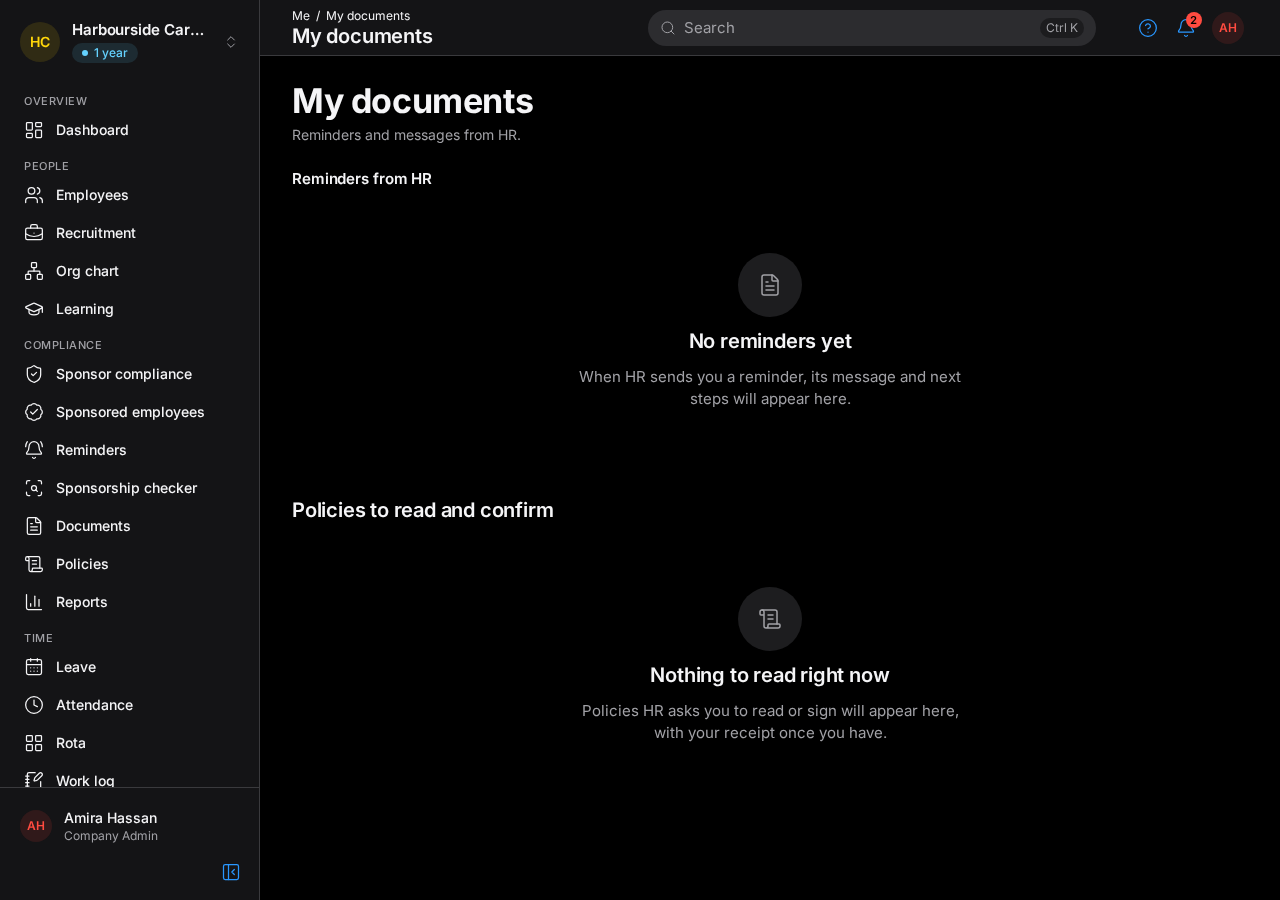 HC
Harbourside Car...
1 year
OVERVIEW
Dashboard
PEOPLE
Employees
Recruitment
Org chart
Learning
COMPLIANCE
Sponsor compliance
Sponsored employees
Reminders
Sponsorship checker
Documents
Policies
Reports
TIME
Leave
Attendance
Rota
Work log
AH
Amira Hassan
Company Admin
Me / My documents
My documents
Search
Ctrl K
2
AH
My documents
Reminders and messages from HR.
Reminders from HR
No reminders yet
When HR sends you a reminder, its message and next
steps will appear here.
Policies to read and confirm
Nothing to read right now
Policies HR asks you to read or sign will appear here,
with your receipt once you have.